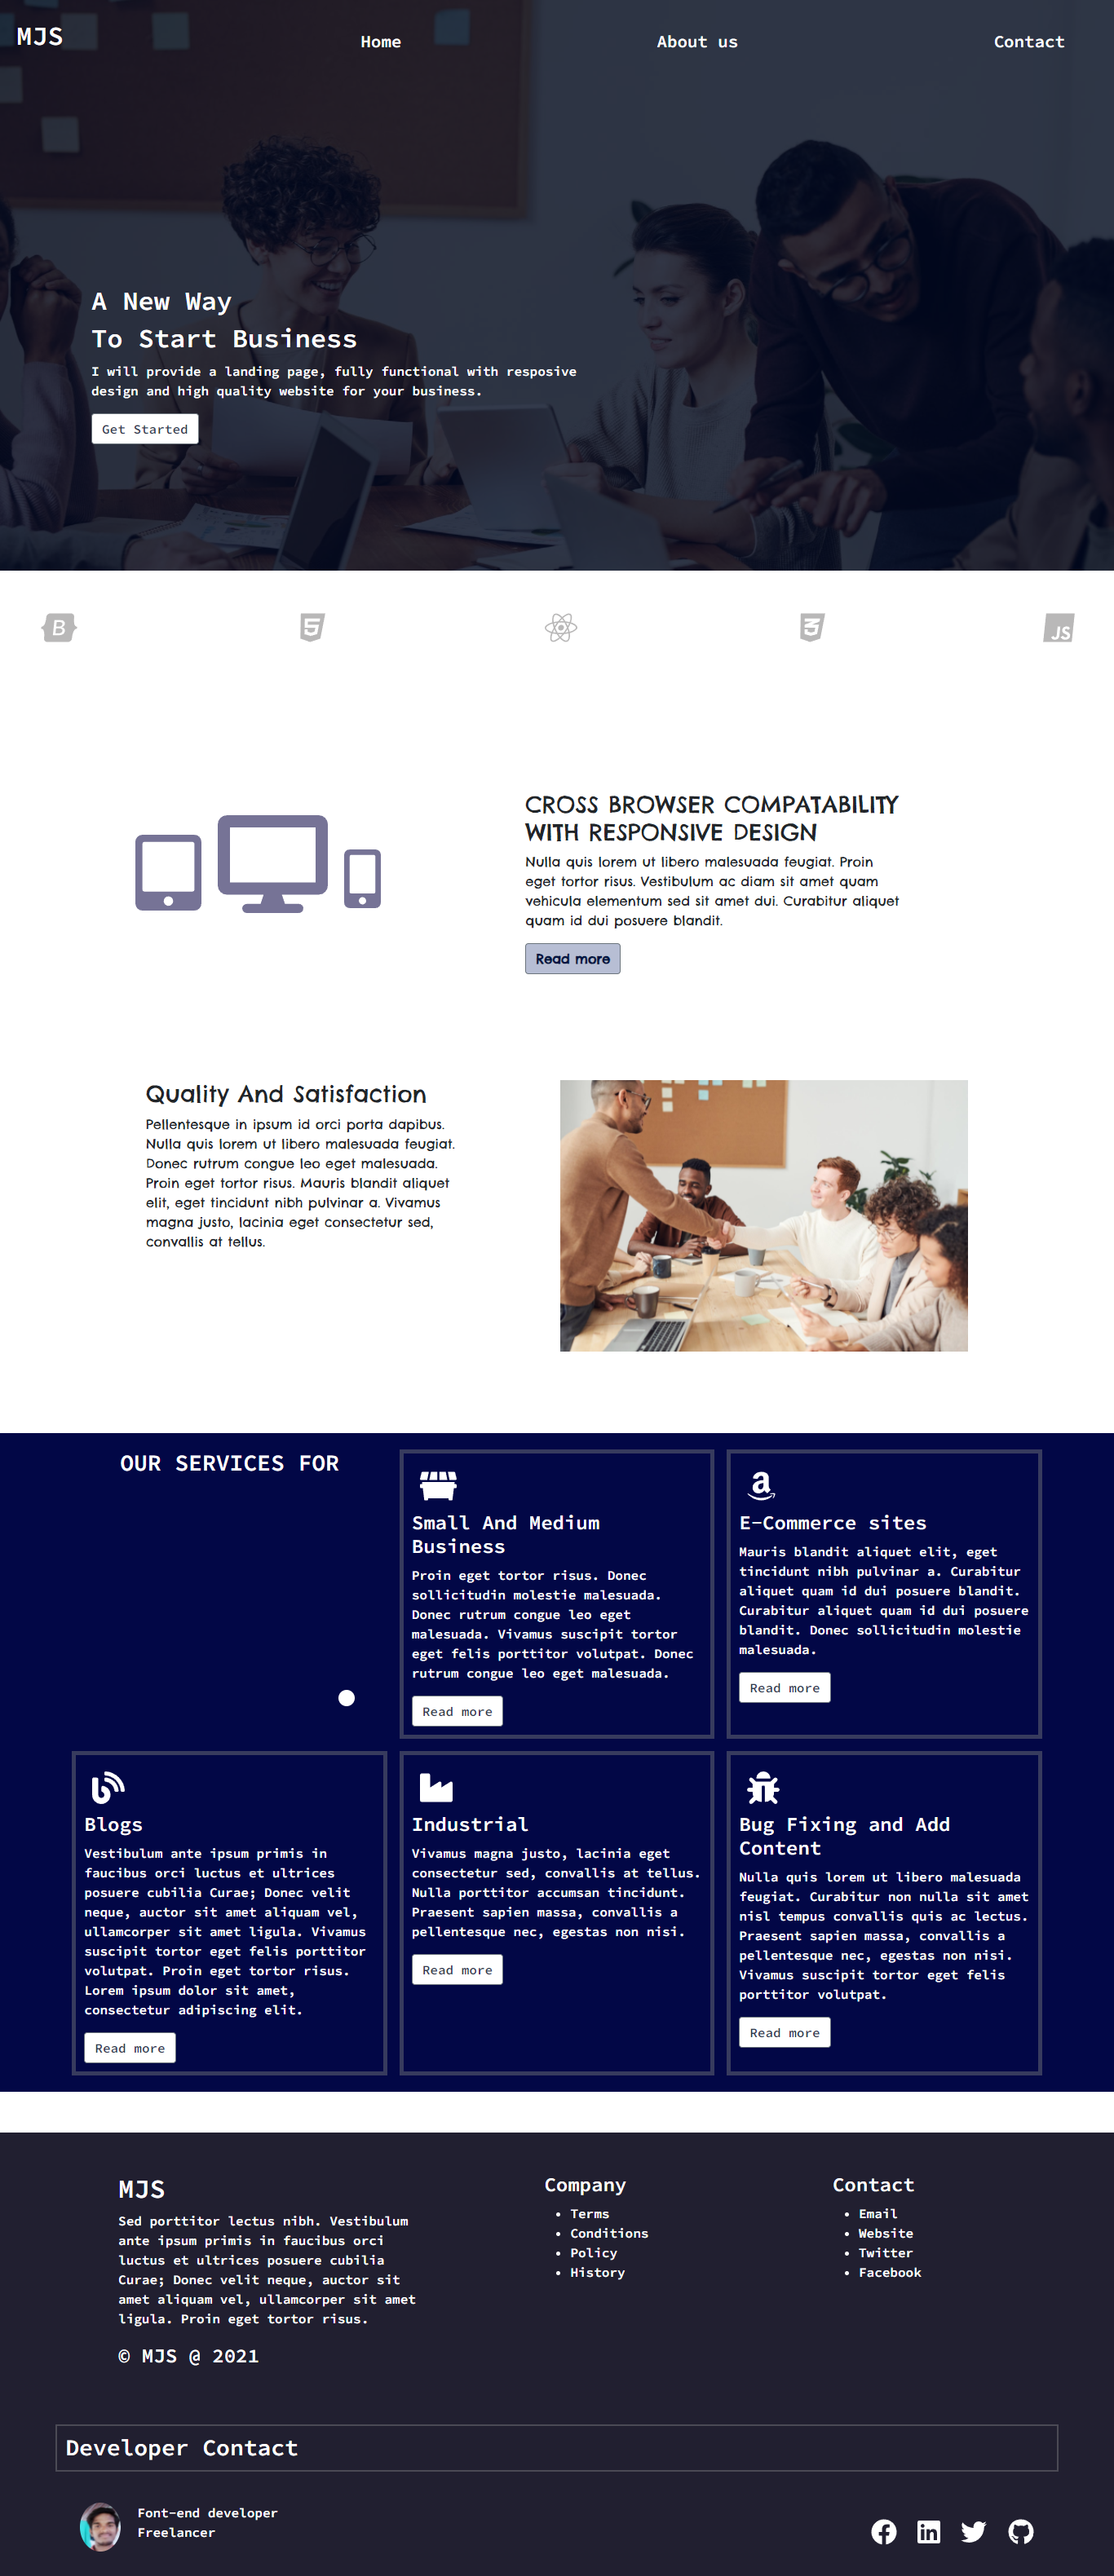 MJS
Home
About us
Contact
A New Way
To Start Business
I will provide a landing page, fully functional with resposive
design and high quality website for your business.
Get Started
B
5
3
JS
CROSS BROWSER COMPATABILITY
WITH RESPONSIVE DESIGN
Nulla quis lorem ut libero malesuada feugiat. Proin
eget tortor risus. Vestibulum ac diam sit amet quam
vehicula elementum sed sit amet dui. Curabitur aliquet
quam id dui posuere blandit.
Read more
Quality And Satisfaction
Pellentesque in ipsum id orci porta dapibus.
Nulla quis lorem ut libero malesuada feugiat.
Donec rutrum congue leo eget malesuada.
Proin eget tortor risus. Mauris blandit aliquet
elit, eget tincidunt nibh pulvinar a. Vivamus
magna justo, lacinia eget consectetur sed,
convallis at tellus.
OUR SERVICES FOR
Small And Medium
Business
Proin eget tortor risus. Donec
sollicitudin molestie malesuada.
Donec rutrum congue leo eget
malesuada. Vivamus suscipit tortor
eget felis porttitor volutpat. Donec
rutrum congue leo eget malesuada.
Read more
E-Commerce sites
Mauris blandit aliquet elit, eget
tincidunt nibh pulvinar a. Curabitur
aliquet quam id dui posuere blandit.
Curabitur aliquet quam id dui posuere
blandit. Donec sollicitudin molestie
malesuada.
Read more
Blogs
Vestibulum ante ipsum primis in
faucibus orci luctus et ultrices
posuere cubilia Curae; Donec velit
neque, auctor sit amet aliquam vel,
ullamcorper sit amet ligula. Vivamus
suscipit tortor eget felis porttitor
volutpat. Proin eget tortor risus.
Lorem ipsum dolor sit amet,
consectetur adipiscing elit.
Read more
Industrial
Vivamus magna justo, lacinia eget
consectetur sed, convallis at tellus.
Nulla porttitor accumsan tincidunt.
Praesent sapien massa, convallis a
pellentesque nec, egestas non nisi.
Read more
Bug Fixing and Add
Content
Nulla quis lorem ut libero malesuada
feugiat. Curabitur non nulla sit amet
nisl tempus convallis quis ac lectus.
Praesent sapien massa, convallis a
pellentesque nec, egestas non nisi.
Vivamus suscipit tortor eget felis
porttitor volutpat.
Read more
MJS
Sed porttitor lectus nibh. Vestibulum
ante ipsum primis in faucibus orci
luctus et ultrices posuere cubilia
Curae; Donec velit neque, auctor sit
amet aliquam vel, ullamcorper sit amet
ligula. Proin eget tortor risus.
© MJS @ 2021
Company
Terms
Conditions
Policy
History
Contact
Email
Website
Twitter
Facebook
Developer Contact
Font-end developer
Freelancer